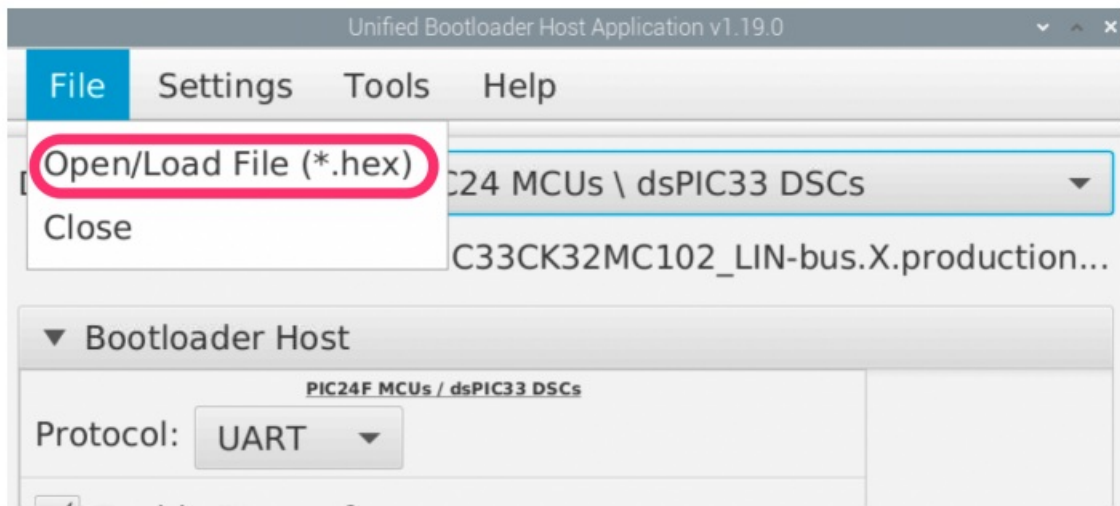 Unified Bootloader Host Application v1.19.0
File Settings Tools Help
Open/Load File (*.hex)
C24 MCUs \ dsPIC33 DSCs
Close
C33CK32MC102_LIN-bus.X.production...
Bootloader Host
PIC24F MCUs / dsPIC33 DSCs
Protocol: UART